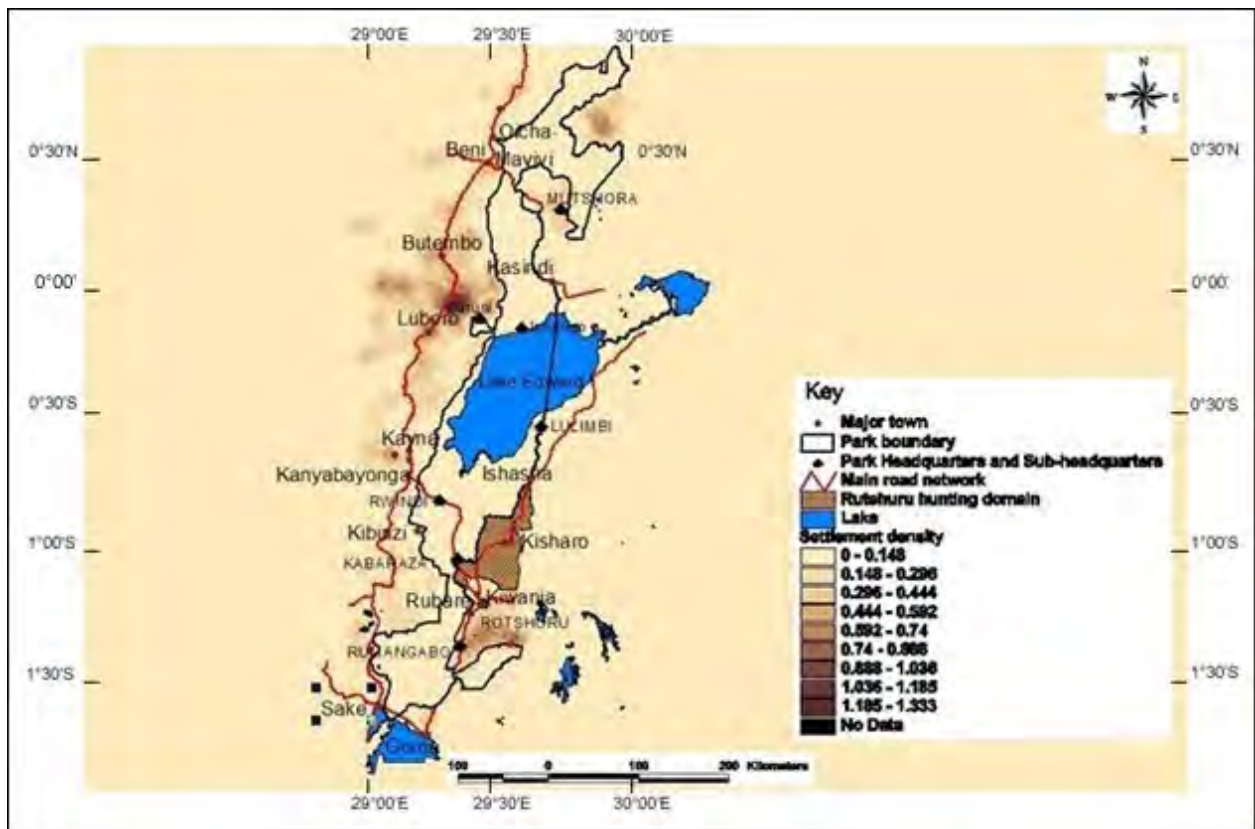 29°00'E 29°30'E 30°00'E
N
W E
S
Oicha
0°30'N Beni Mavivi 0°30'N 0°30'N
MUTSHORA
Butembo
Kasindi
0°00' 0°00'
Lubero
Lake Edward
0°30'S 0°30'S
LULIMBI
Kayna
Kanyabayonga Ishasha
RWINDI
Kibirizi
1°00'S Kisharo 1°00'S
KABARAZA
Rubare Kiwanja
RUTSHURU
RUMANGABO
1°30'S 1°30'S
Sake
Goma
Key
Major town
Park boundary
Park Headquarters and Sub-headquarters
Main road network
Rutshuru hunting domain
Lake
Settlement density
0 - 0.148
0.148 - 0.296
0.296 - 0.444
0.444 - 0.592
0.592 - 0.74
0.74 - 0.888
0.888 - 1.036
1.036 - 1.185
1.185 - 1.333
No Data
100 0 100 200 Kilometers
29°00'E 29°30'E 30°00'E